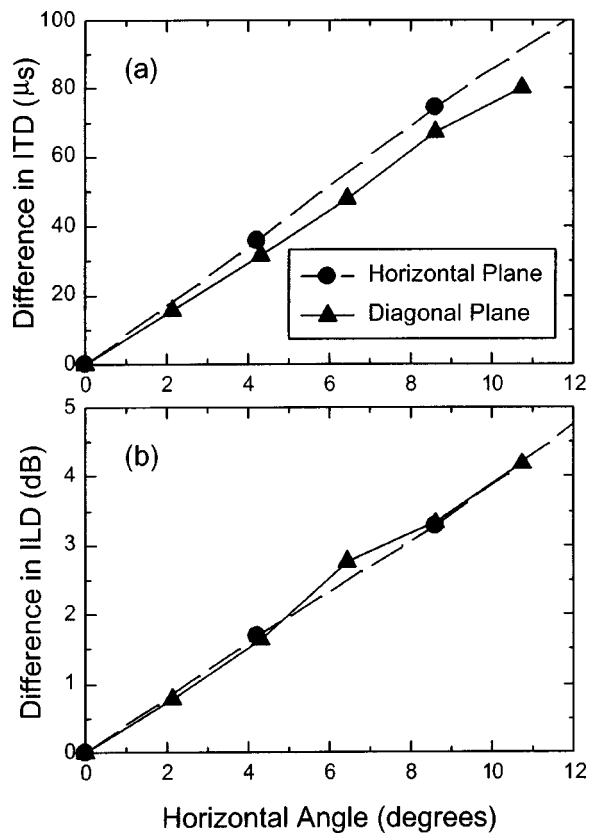 100
80
60
40
20
0
Difference in ITD (μs)
(a)
Horizontal Plane
Diagonal Plane
0 2 4 6 8 10 12
5
4
3
2
1
0
Difference in ILD (dB)
(b)
0 2 4 6 8 10 12
Horizontal Angle (degrees)